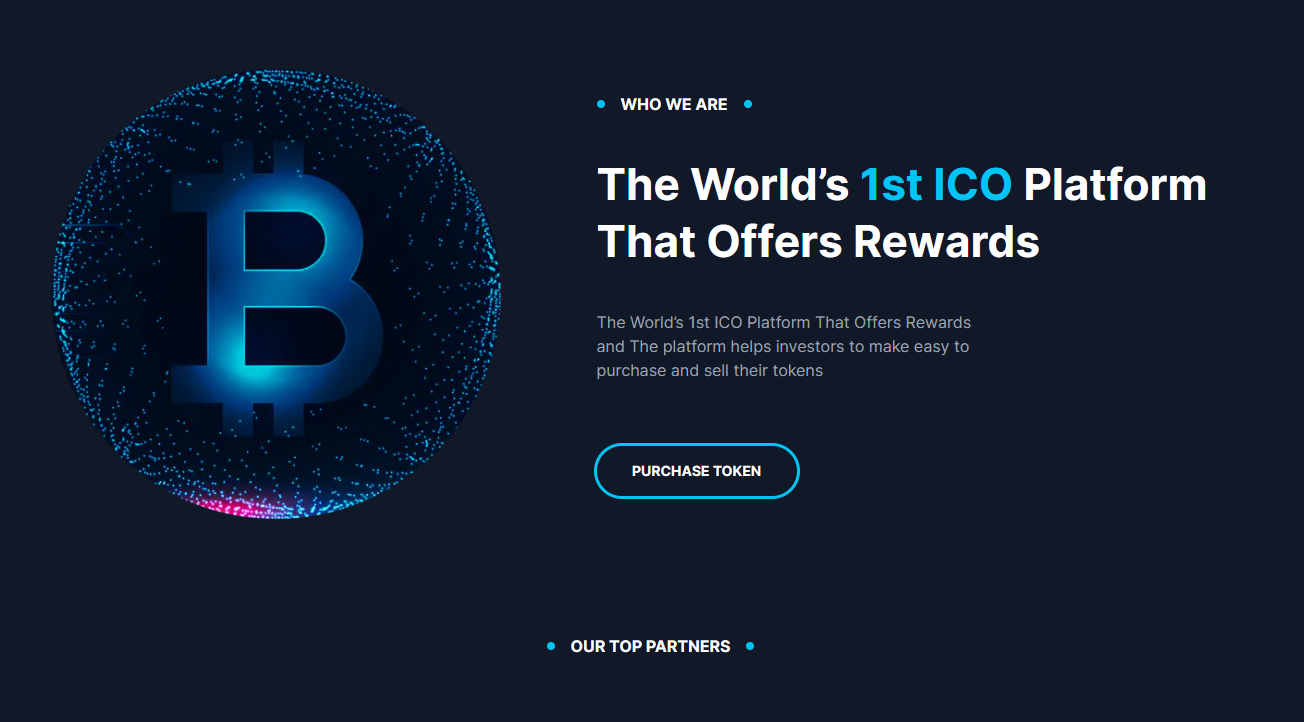 WHO WE ARE
The World’s 1st ICO Platform
That Offers Rewards
The World’s 1st ICO Platform That Offers Rewards
and The platform helps investors to make easy to
purchase and sell their tokens
PURCHASE TOKEN
OUR TOP PARTNERS